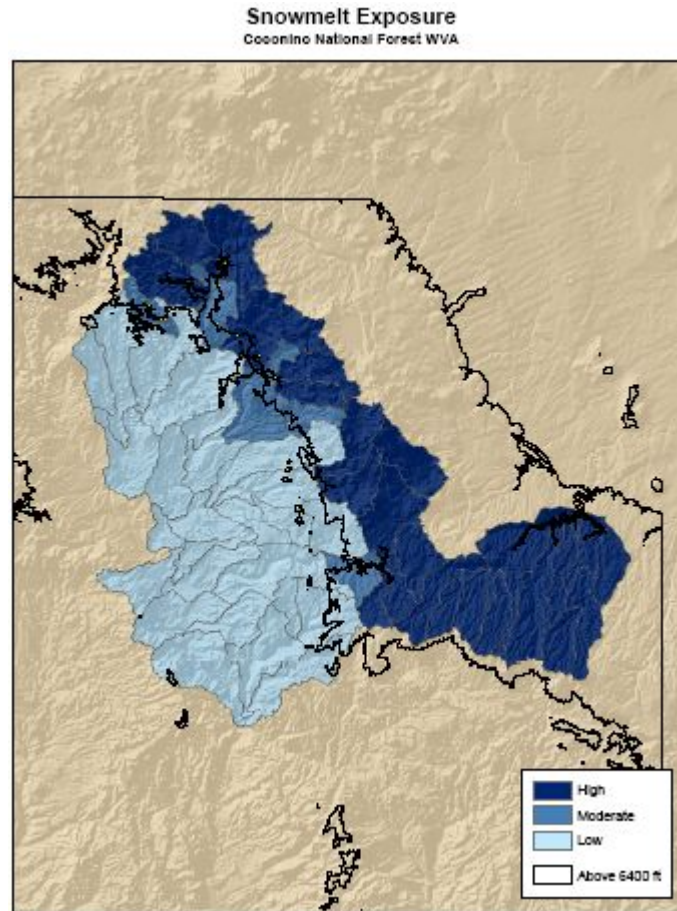 Snowmelt Exposure
Coconino National Forest WVA
High
Moderate
Low
Above 6400 ft